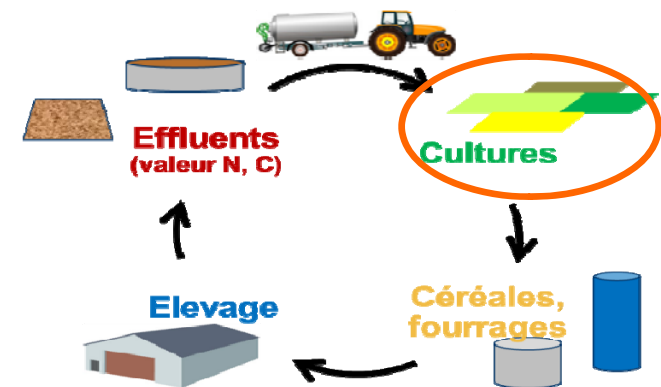 Effluents
(valeur N, C)
Cultures
Elevage
Céréales,
fourrages